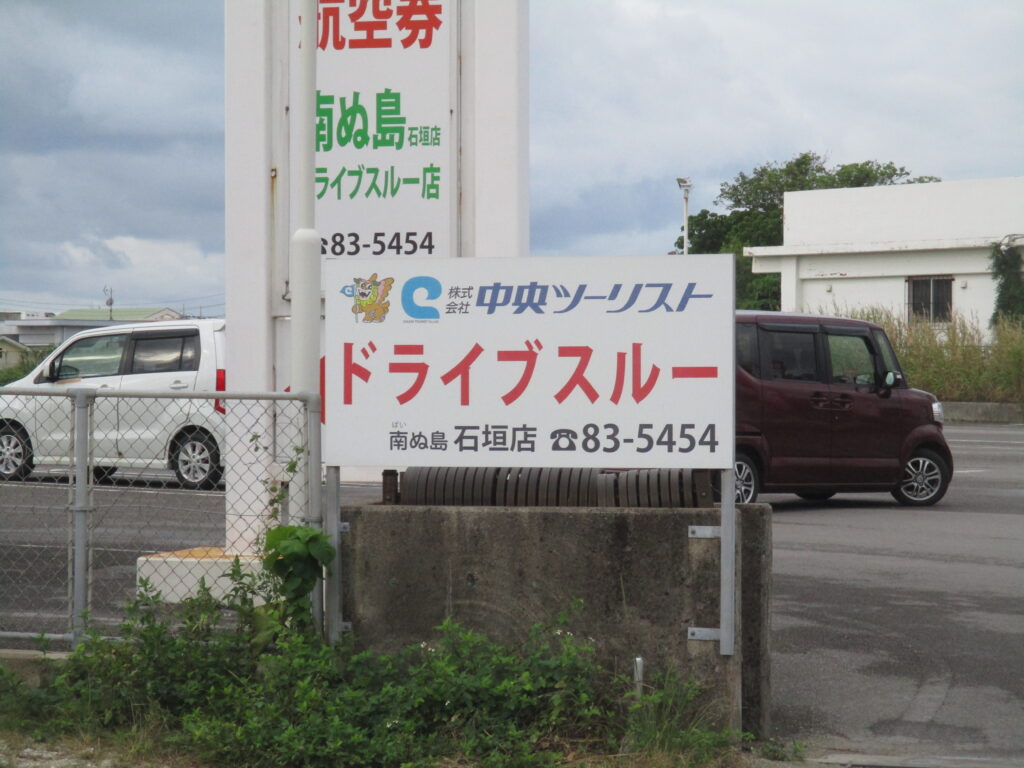 航空券
南ぬ島 石垣店
ドライブスルー店
☎83-5454
株式会社 中央ツーリスト
ドライブスルー
ぱい
南ぬ島 石垣店 ☎83-5454